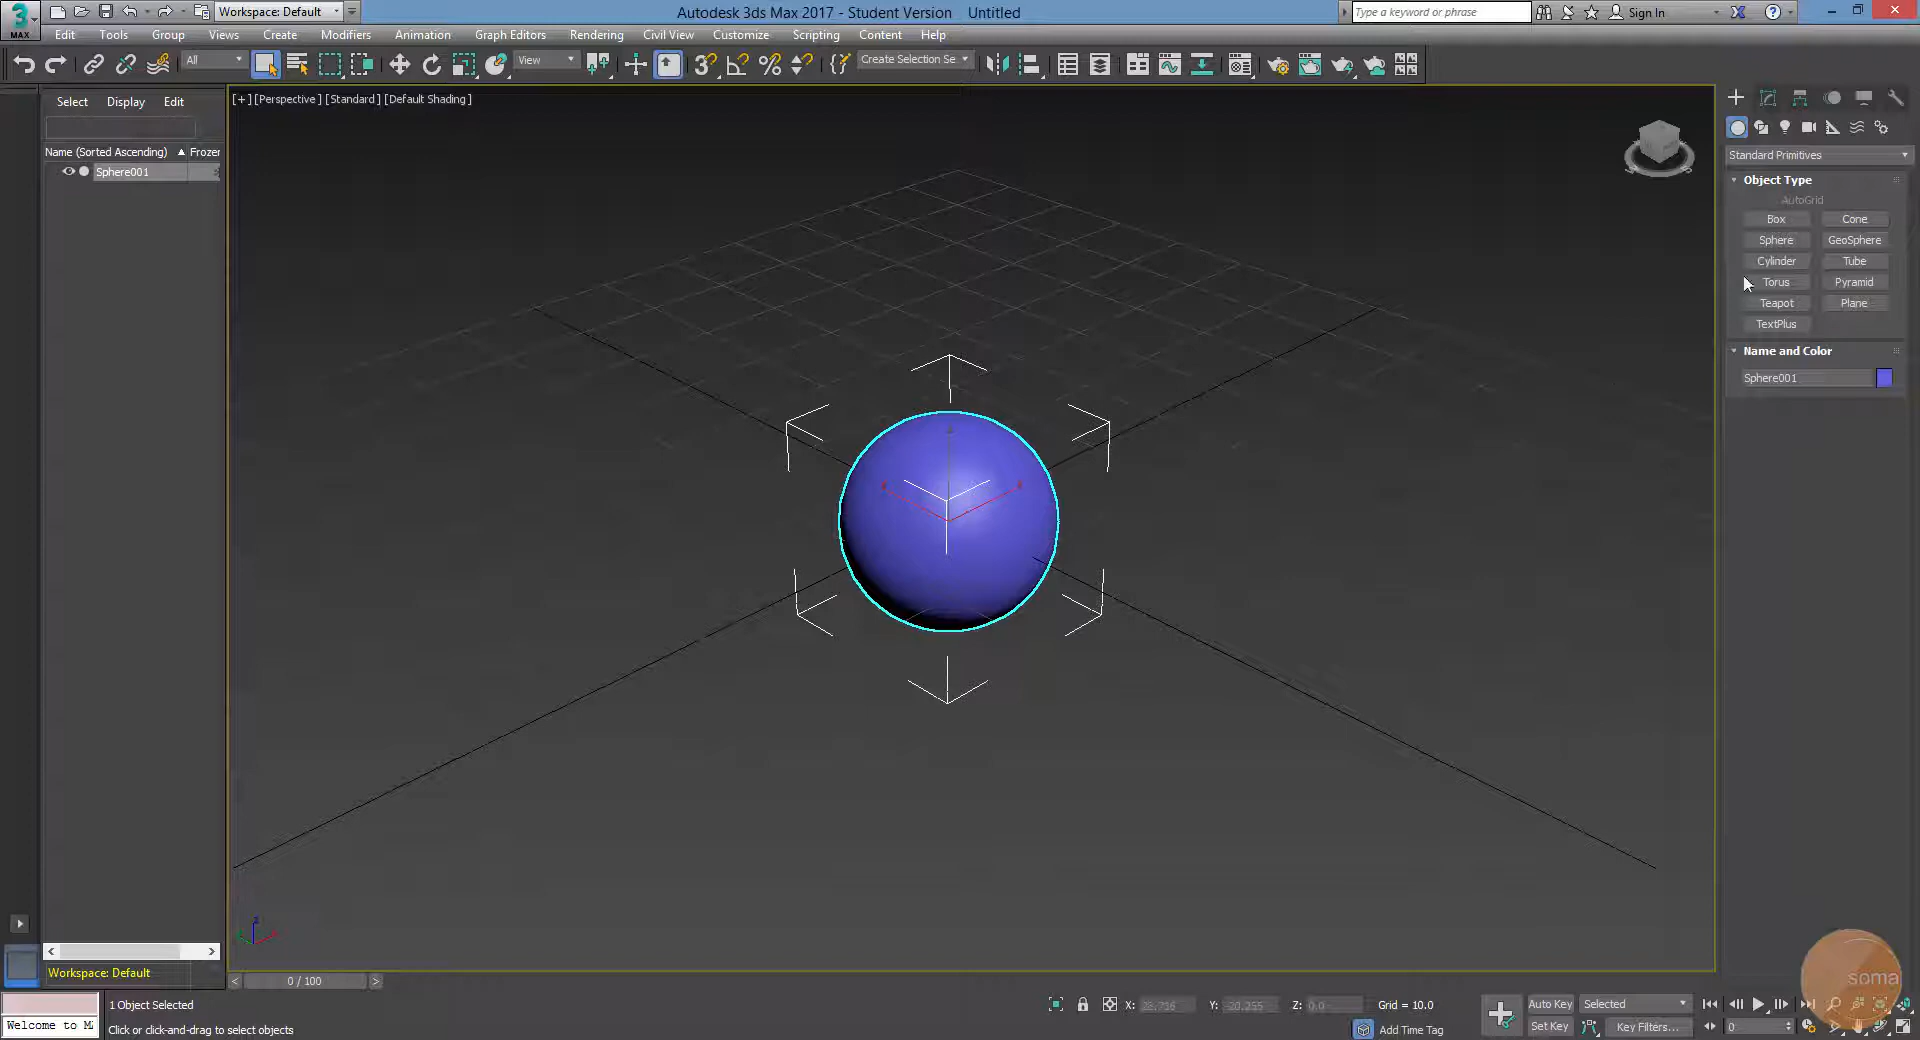 Workspace: Default
Autodesk 3ds Max 2017 - Student Version Untitled
Type a keyword or phrase
Sign In
MAX
Edit Tools Group Views Create Modifiers Animation Graph Editors Rendering Civil View Customize Scripting Content Help
All
View
Create Selection Se
Select Display Edit
[+] [Perspective] [Standard] [Default Shading]
Name (Sorted Ascending) Frozen
Sphere001
Standard Primitives
Object Type
AutoGrid
Box Cone
Sphere GeoSphere
Cylinder Tube
Torus Pyramid
Teapot Plane
TextPlus
Name and Color
Sphere001
Workspace: Default
0 / 100
1 Object Selected
X: Y: -20.255 Z: 0.0 Grid = 10.0
Auto Key Selected
Welcome to M
Click or click-and-drag to select objects
Add Time Tag
Set Key Key Filters...
0
soma